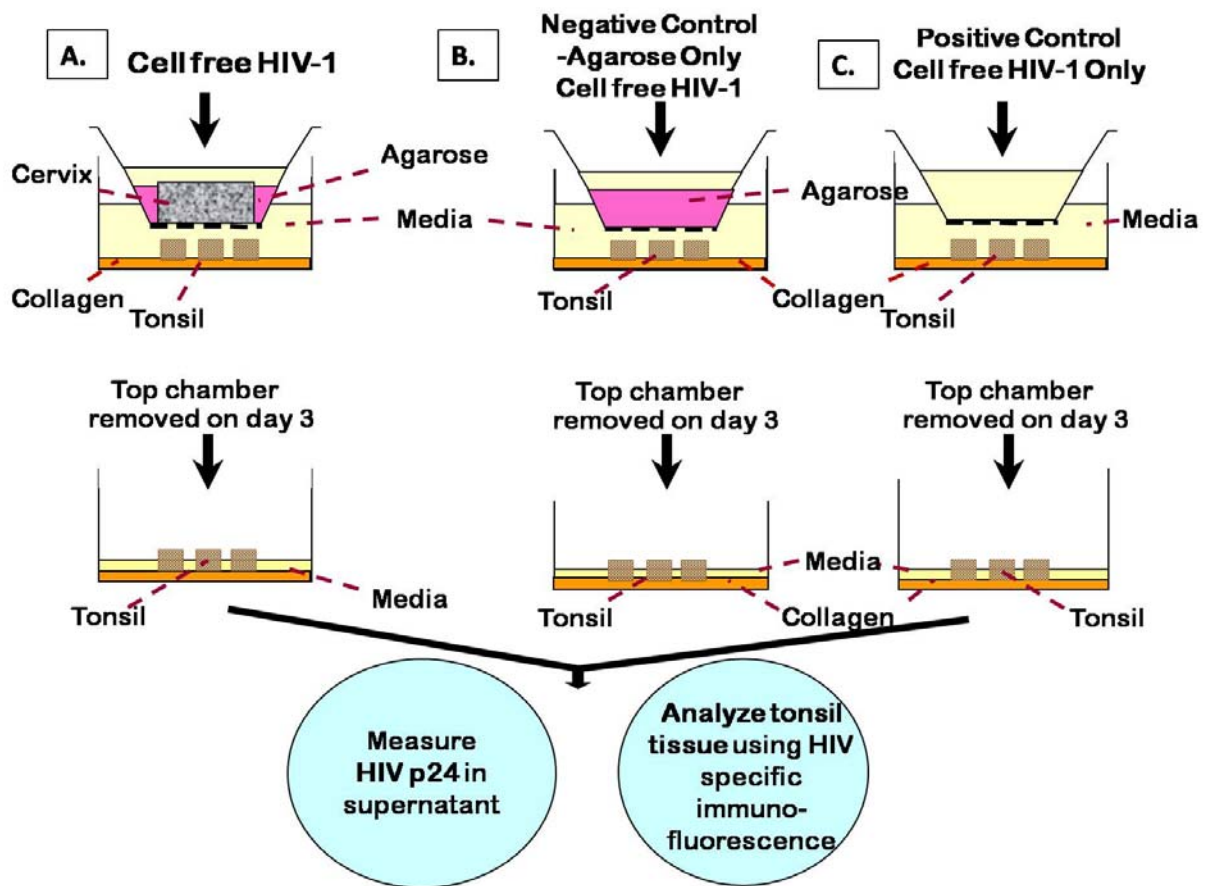 A.
Cell free HIV-1
Cervix
Agarose
Media
Collagen
Tonsil
B.
Negative Control
-Agarose Only
Cell free HIV-1
Agarose
Tonsil
Collagen
C.
Positive Control
Cell free HIV-1 Only
Media
Tonsil
Top chamber
removed on day 3
Top chamber
removed on day 3
Top chamber
removed on day 3
Tonsil
Media
Tonsil
Media
Collagen
Tonsil
Measure
HIV p24 in
supernatant
Analyze tonsil
tissue using HIV
specific
immuno-
fluorescence